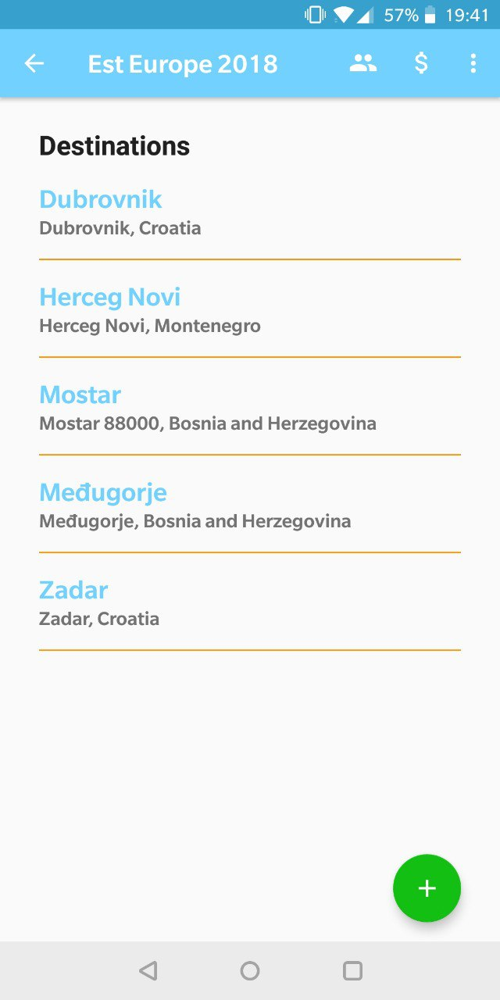 57% 19:41
Est Europe 2018 $
Destinations
Dubrovnik
Dubrovnik, Croatia
Herceg Novi
Herceg Novi, Montenegro
Mostar
Mostar 88000, Bosnia and Herzegovina
Međugorje
Međugorje, Bosnia and Herzegovina
Zadar
Zadar, Croatia
+